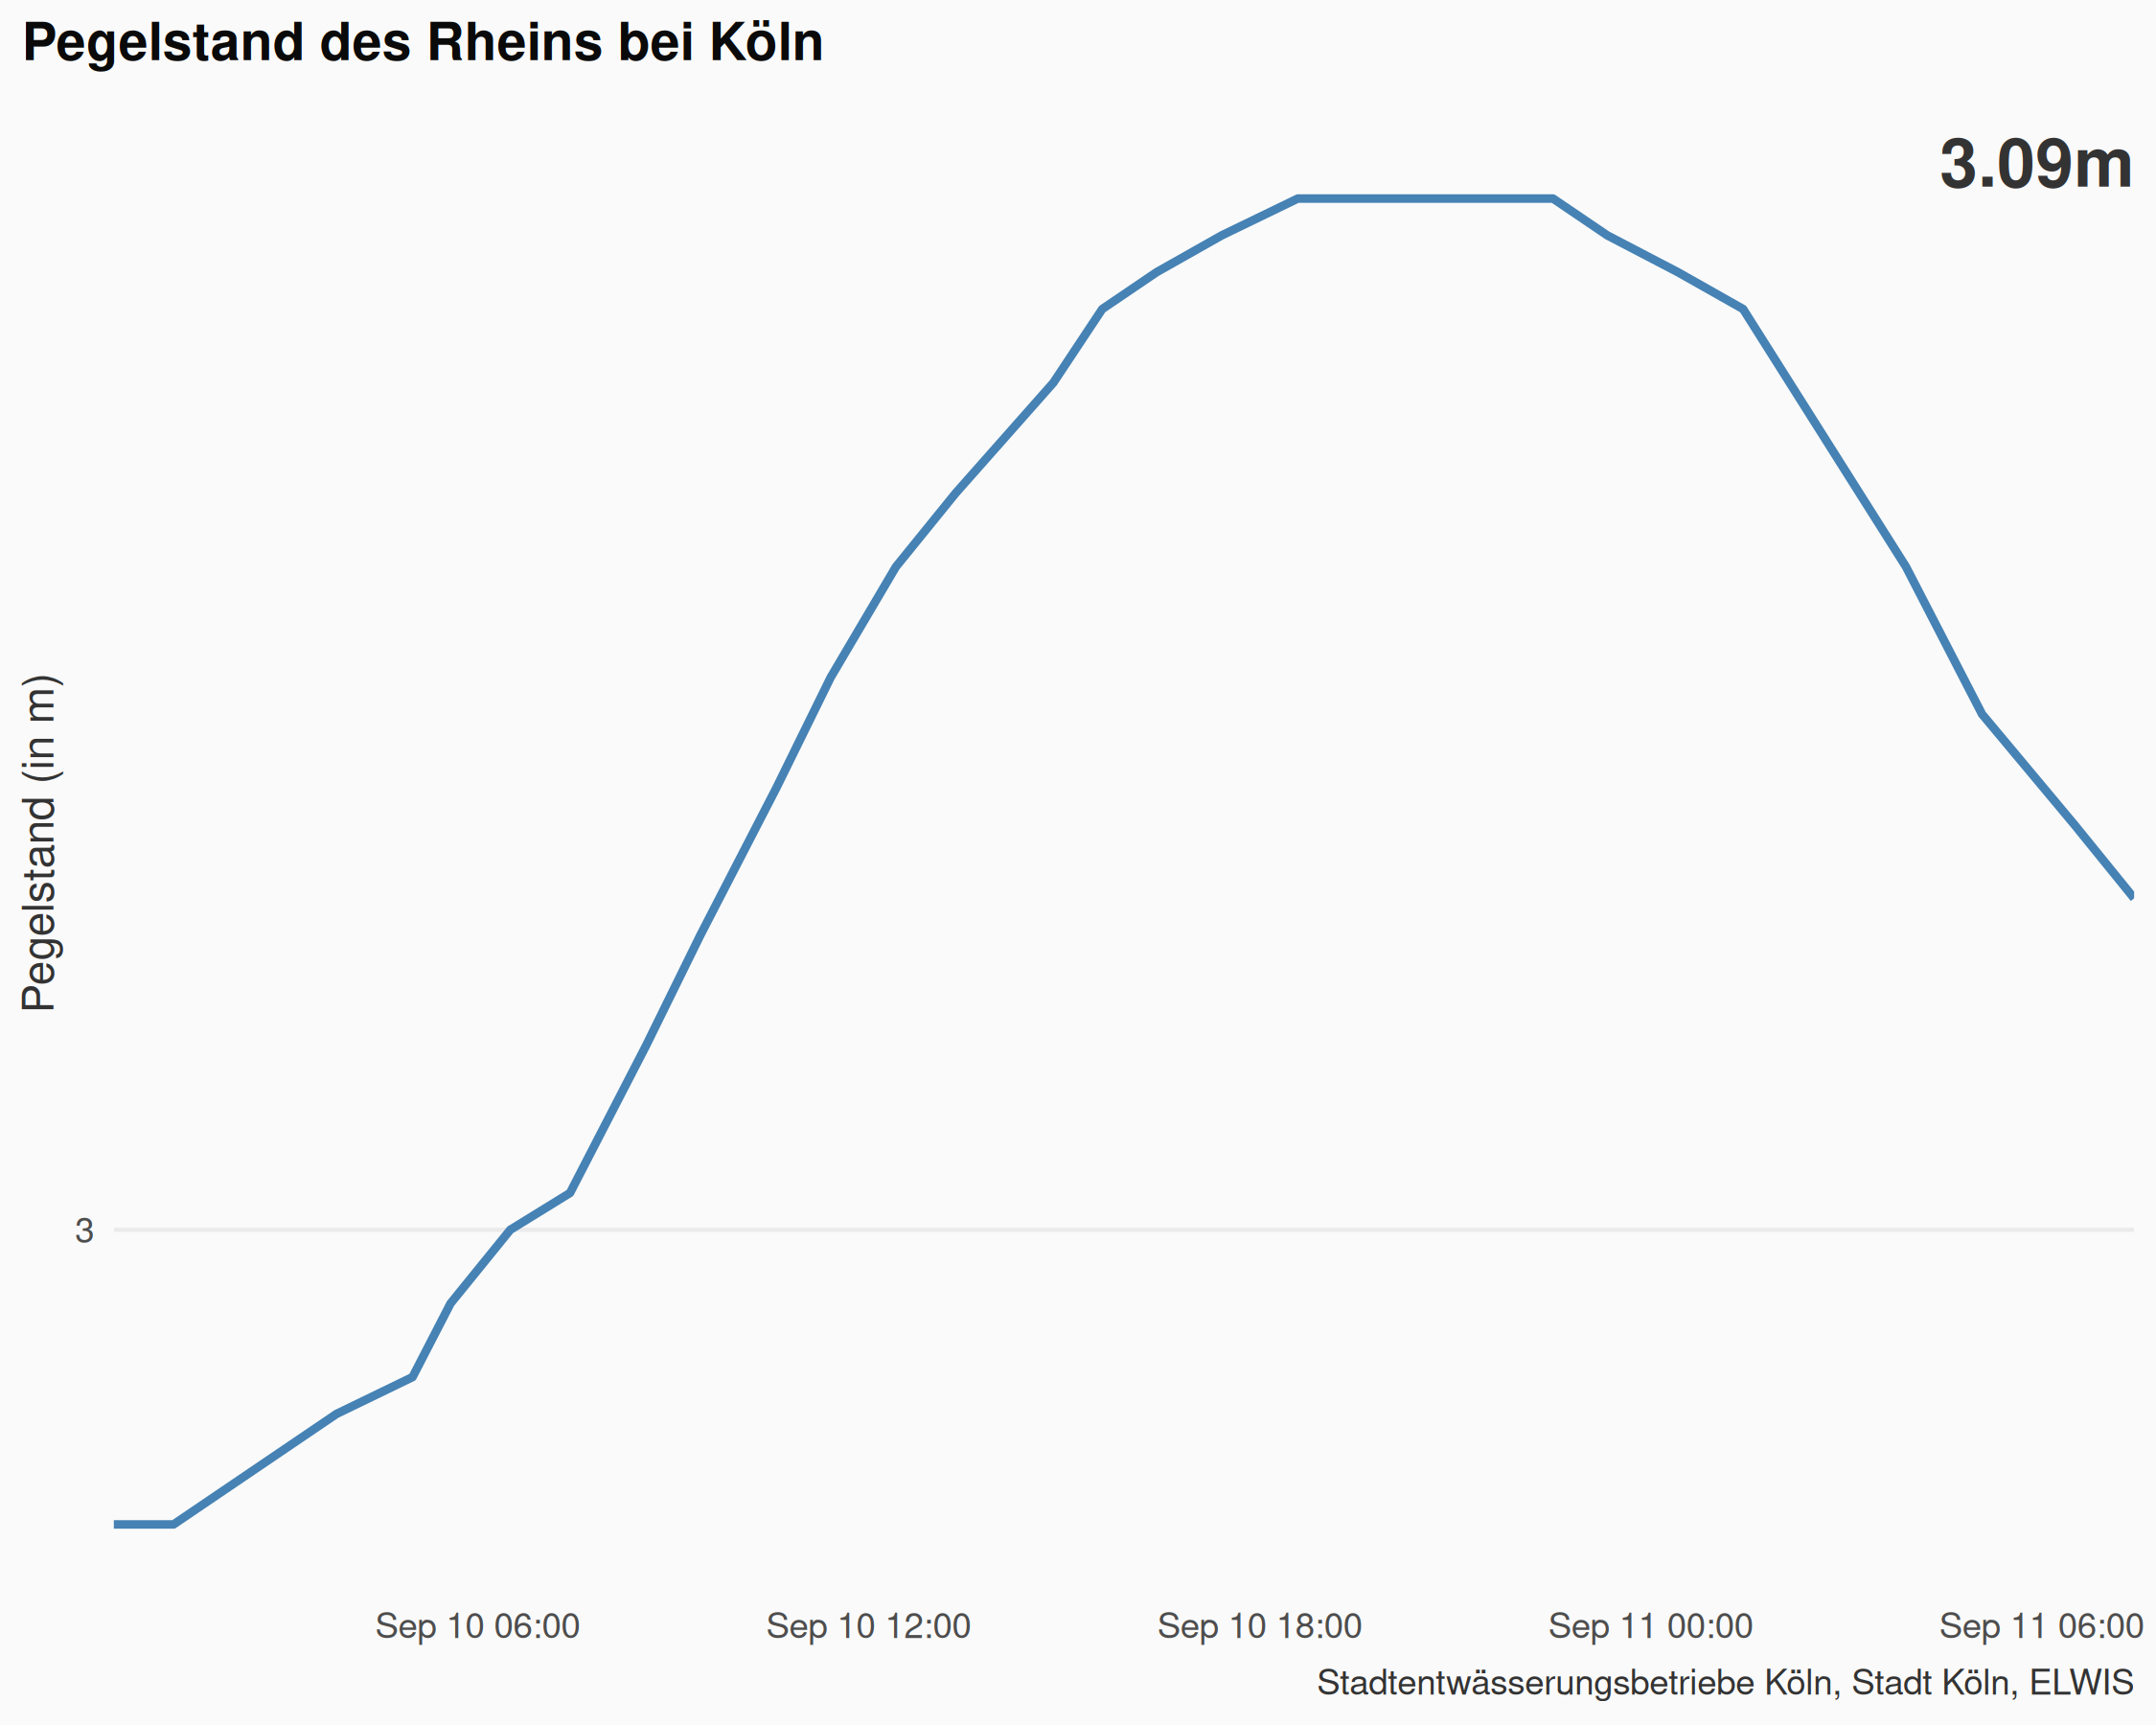 Pegelstand des Rheins bei Köln
3.09m
Pegelstand (in m)
3
Sep 10 06:00
Sep 10 12:00
Sep 10 18:00
Sep 11 00:00
Sep 11 06:00
Stadtentwässerungsbetriebe Köln, Stadt Köln, ELWIS